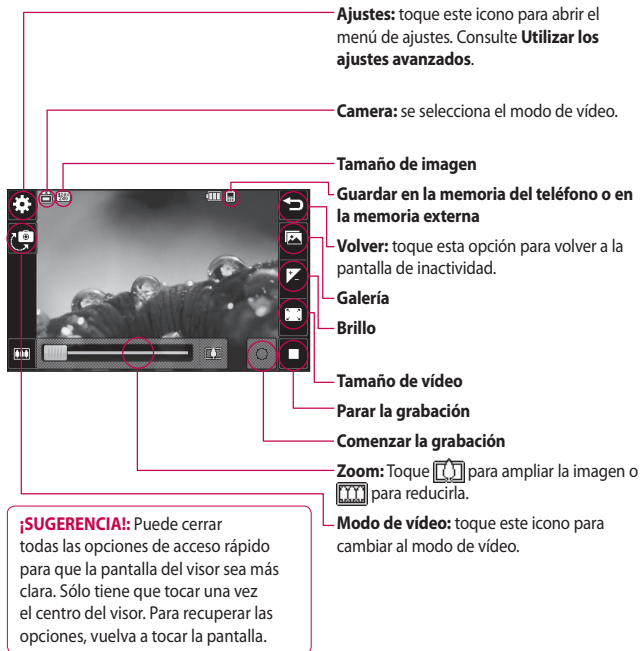 Ajustes: toque este icono para abrir el
menú de ajustes. Consulte Utilizar los
ajustes avanzados.
Camera: se selecciona el modo de vídeo.
Tamaño de imagen
Guardar en la memoria del teléfono o en
la memoria externa
Volver: toque esta opción para volver a la
pantalla de inactividad.
Galería
Brillo
Tamaño de vídeo
Parar la grabación
Comenzar la grabación
Zoom: Toque para ampliar la imagen o
para reducirla.
Modo de vídeo: toque este icono para
cambiar al modo de vídeo.
¡SUGERENCIA!: Puede cerrar
todas las opciones de acceso rápido
para que la pantalla del visor sea más
clara. Sólo tiene que tocar una vez
el centro del visor. Para recuperar las
opciones, vuelva a tocar la pantalla.